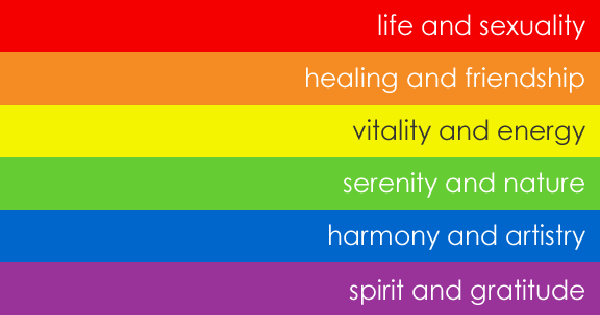 life and sexuality
healing and friendship
vitality and energy
serenity and nature
harmony and artistry
spirit and gratitude